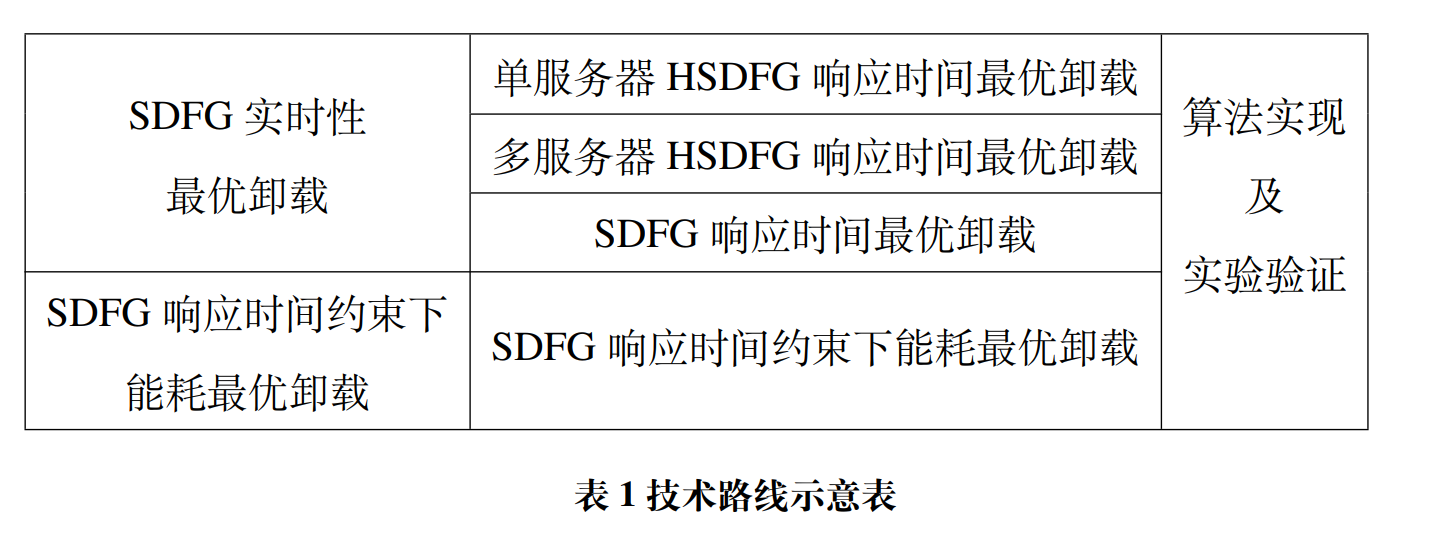 SDFG 实时性
最优卸载
单服务器 HSDFG 响应时间最优卸载
多服务器 HSDFG 响应时间最优卸载
SDFG 响应时间最优卸载
算法实现
及
实验验证
SDFG 响应时间约束下
能耗最优卸载
SDFG 响应时间约束下能耗最优卸载
表 1 技术路线示意表